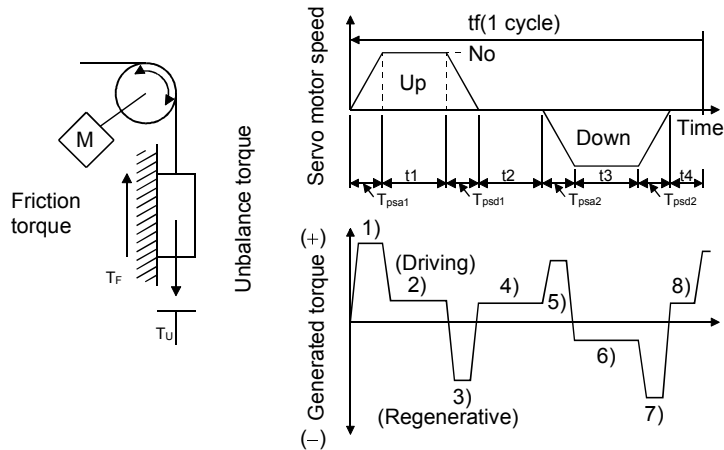 tf(1 cycle)
No
Up
Servo motor speed
Time
Down
t1
t2
t3
t4
Tpsa1
Tpsd1
Tpsa2
Tpsd2
M
Friction
torque
Unbalance torque
TF
TU
(+)
Generated torque
(−)
1)
(Driving)
2)
3)
(Regenerative)
4)
5)
6)
7)
8)